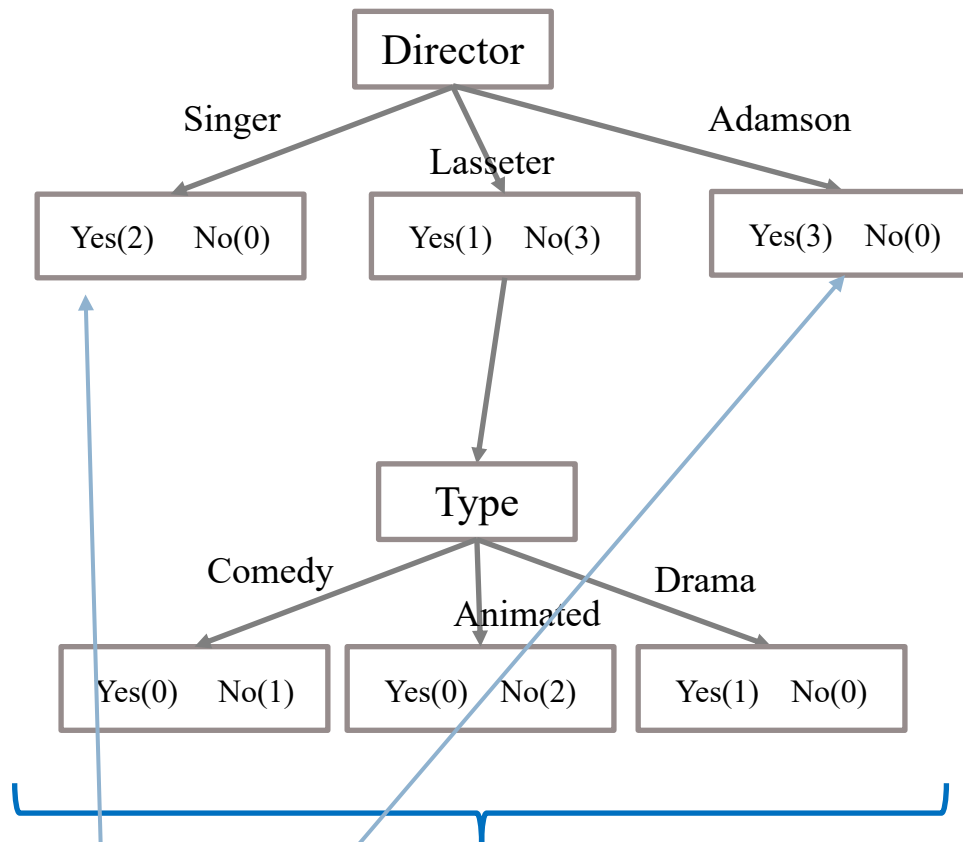 Director
Singer
Adamson
Lasseter
Yes(2) No(0)
Yes(1) No(3)
Yes(3) No(0)
Type
Comedy
Drama
Animated
Yes(0) No(1)
Yes(0) No(2)
Yes(1) No(0)